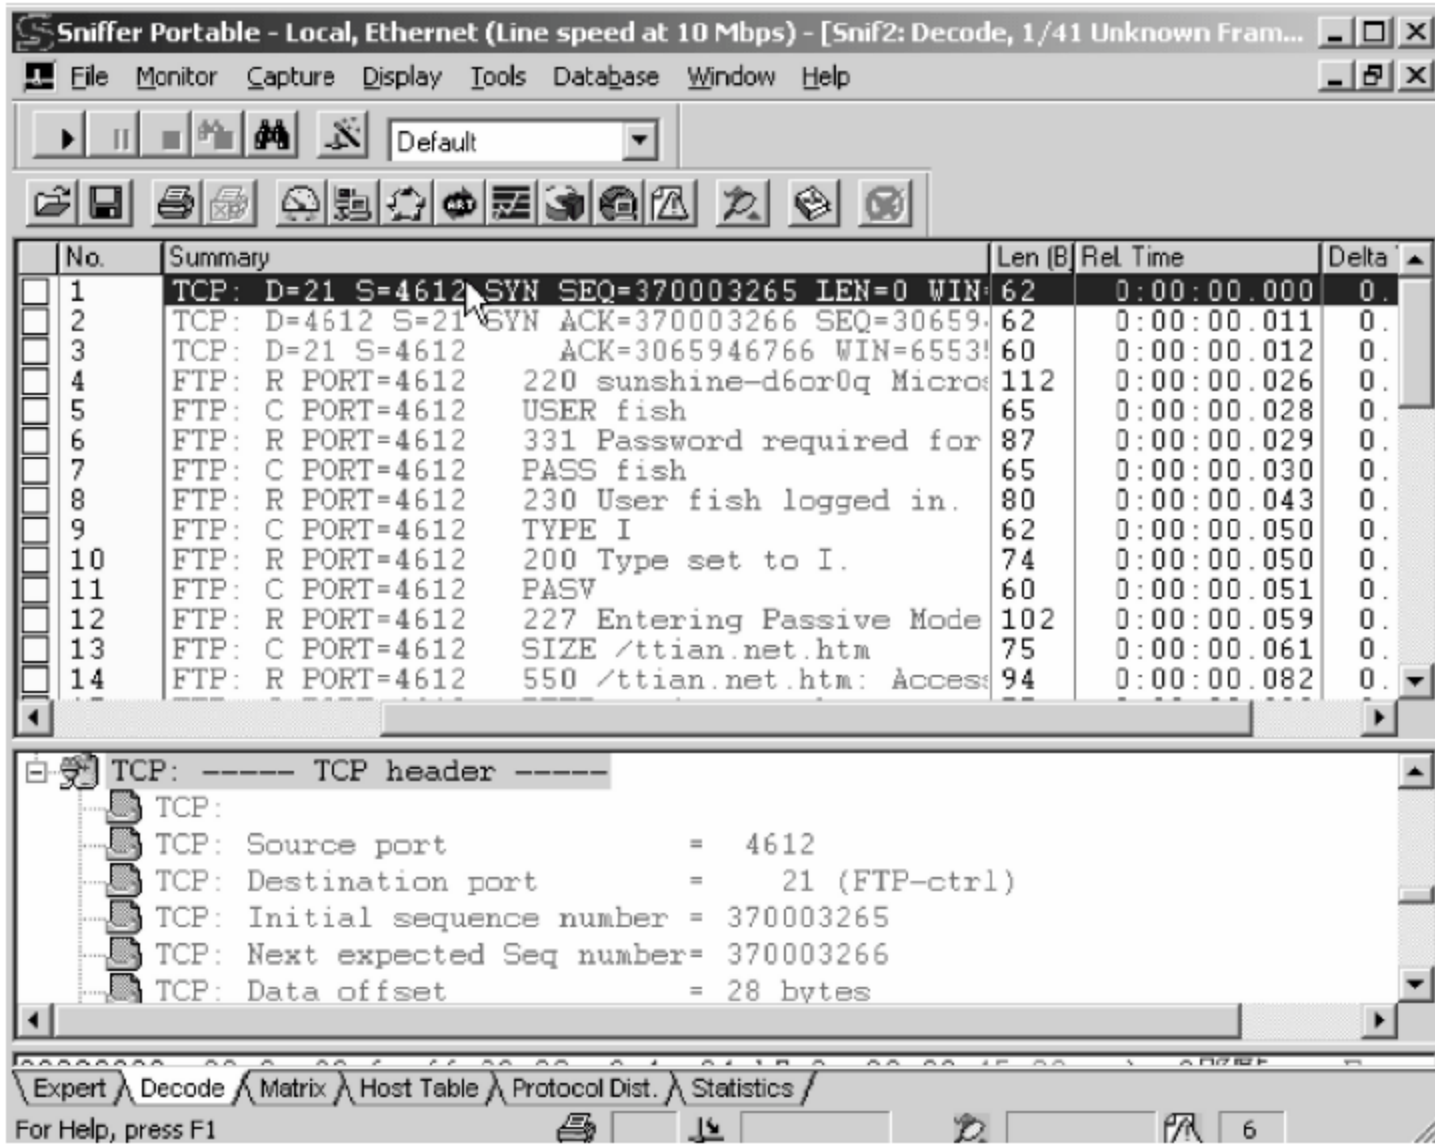 Sniffer Portable - Local, Ethernet (Line speed at 10 Mbps) - [Snif2: Decode, 1/41 Unknown Fram...
File Monitor Capture Display Tools Database Window Help
Default
No. Summary Len (B Rel. Time Delta
1 TCP: D=21 S=4612 SYN SEQ=370003265 LEN=0 WIN 62 0:00:00.000 0.
2 TCP: D=4612 S=21 SYN ACK=370003266 SEQ=30659 62 0:00:00.011 0.
3 TCP: D=21 S=4612 ACK=3065946766 WIN=6553 60 0:00:00.012 0.
4 FTP: R PORT=4612 220 sunshine-d6or0q Micros 112 0:00:00.026 0.
5 FTP: C PORT=4612 USER fish 65 0:00:00.028 0.
6 FTP: R PORT=4612 331 Password required for 87 0:00:00.029 0.
7 FTP: C PORT=4612 PASS fish 65 0:00:00.030 0.
8 FTP: R PORT=4612 230 User fish logged in. 80 0:00:00.043 0.
9 FTP: C PORT=4612 TYPE I 62 0:00:00.050 0.
10 FTP: R PORT=4612 200 Type set to I. 74 0:00:00.050 0.
11 FTP: C PORT=4612 PASV 60 0:00:00.051 0.
12 FTP: R PORT=4612 227 Entering Passive Mode 102 0:00:00.059 0.
13 FTP: C PORT=4612 SIZE /ttian.net.htm 75 0:00:00.061 0.
14 FTP: R PORT=4612 550 /ttian.net.htm: Access 94 0:00:00.082 0.
TCP: ----- TCP header -----
TCP:
TCP: Source port = 4612
TCP: Destination port = 21 (FTP-ctrl)
TCP: Initial sequence number = 370003265
TCP: Next expected Seq number= 370003266
TCP: Data offset = 28 bytes
Expert Decode Matrix Host Table Protocol Dist. Statistics
For Help, press F1 6